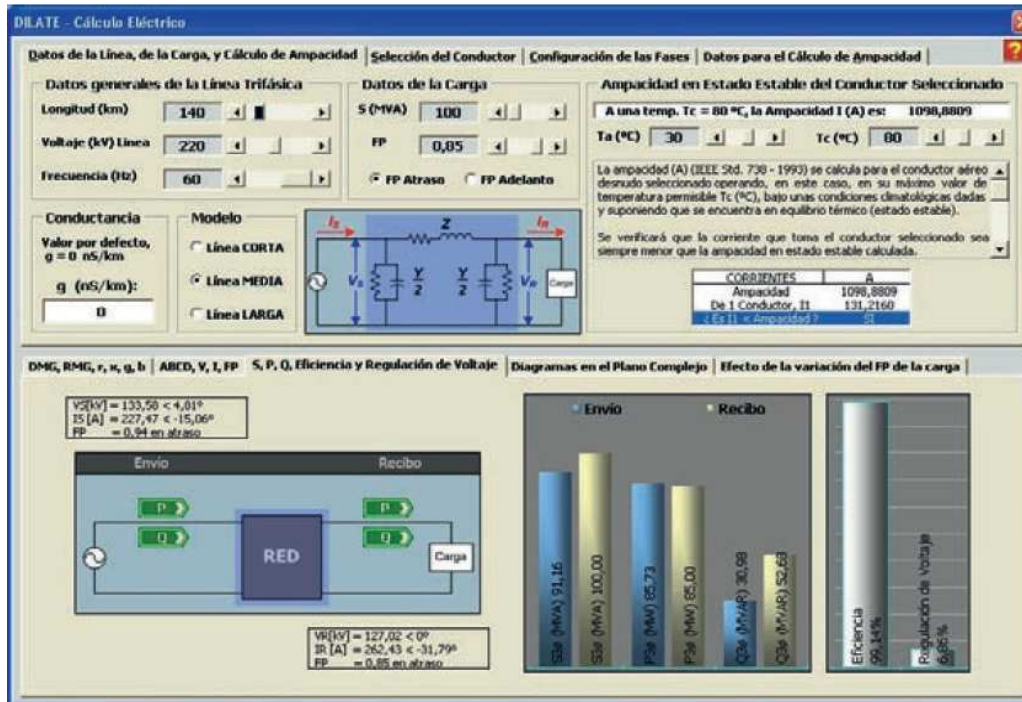 DILATE - Cálculo Eléctrico
Datos de la Línea, de la Carga, y Cálculo de Ampacidad
Selección del Conductor
Configuración de las Fases
Datos para el Cálculo de Ampacidad
?
Datos generales de la Línea Trifásica
Longitud (km) 140
Voltaje (kV) Línea 220
Frecuencia (Hz) 60
Datos de la Carga
S (MVA) 100
FP 0,85
FP Atraso FP Adelanto
Ampacidad en Estado Estable del Conductor Seleccionado
A una temp. Tc = 80 ºC, la Ampacidad I (A) es: 1098,8809
Ta (ºC) 30 Tc (ºC) 80
La ampacidad (A) (IEEE Std. 738 - 1993) se calcula para el conductor aéreo
desnudo seleccionado operando, en este caso, en su máximo valor de
temperatura permisible Tc (ºC), bajo unas condiciones climatológicas dadas
y suponiendo que se encuentra en equilibrio térmico (estado estable).
Se verificará que la corriente que toma el conductor seleccionado sea
siempre menor que la ampacidad en estado estable calculada.
CORRIENTES A
Ampacidad 1098,8809
De 1 Conductor, I1 131,2160
¿Es I1 < Ampacidad ? SI
Conductancia
Valor por defecto,
g = 0 nS/km
g (nS/km):
0
Modelo
Línea CORTA
Línea MEDIA
Línea LARGA
Is Z IR
Vs Y/2 Y/2 VR Carga
DMG, RMG, r, x, g, b
ABCD, V, I, FP
S, P, Q, Eficiencia y Regulación de Voltaje
Diagramas en el Plano Complejo
Efecto de la variación del FP de la carga
VS[kV] = 133,58 < 4,81º
IS [A] = 227,47 < -15,06º
FP = 0,94 en atraso
Envío Recibo
P P
Q Q
RED
Carga
VR[kV] = 127,02 < 0º
IR [A] = 262,43 < -31,79º
FP = 0,85 en atraso
Envío Recibo
S3ø (MVA) 91,16
S3ø (MVA) 100,00
P3ø (MW) 85,73
P3ø (MW) 85,00
Q3ø (MVAR) 30,98
Q3ø (MVAR) 52,68
Eficiencia
99,14%
Regulación de Voltaje
6,86%